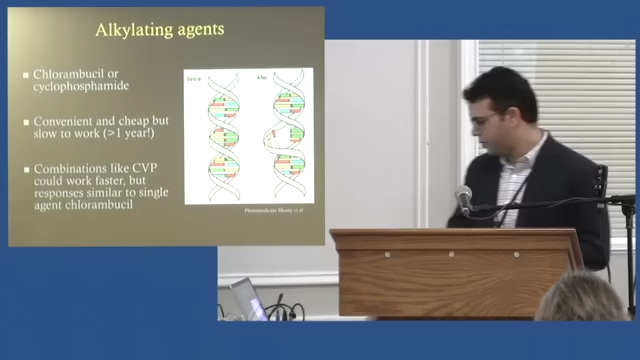 Alkylating agents
Chlorambucil or
cyclophosphamide
Convenient and cheap but
slow to work (>1 year!)
Combinations like CVP
could work faster, but
responses similar to single
agent chlorambucil
After